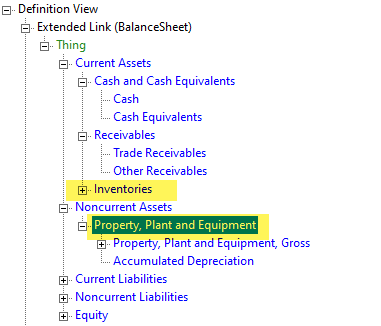 Definition View
Extended Link (BalanceSheet)
Thing
Current Assets
Cash and Cash Equivalents
Cash
Cash Equivalents
Receivables
Trade Receivables
Other Receivables
Inventories
Noncurrent Assets
Property, Plant and Equipment
Property, Plant and Equipment, Gross
Accumulated Depreciation
Current Liabilities
Noncurrent Liabilities
Equity